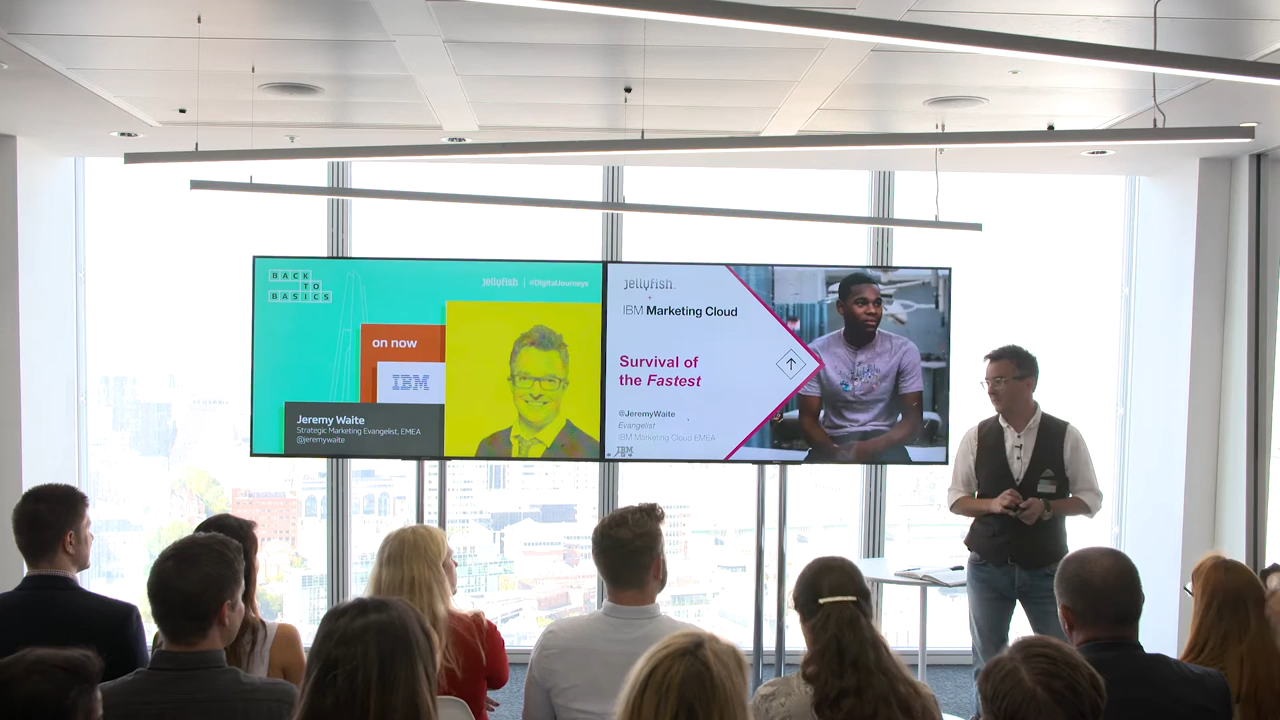 BACK
TO
BASICS
jellyfish | #DigitalJourneys
on now
IBM
Jeremy Waite
Strategic Marketing Evangelist, EMEA
@jeremywaite
jellyfish
+
IBM Marketing Cloud
Survival of
the Fastest
@JeremyWaite
Evangelist
IBM Marketing Cloud EMEA
IBM